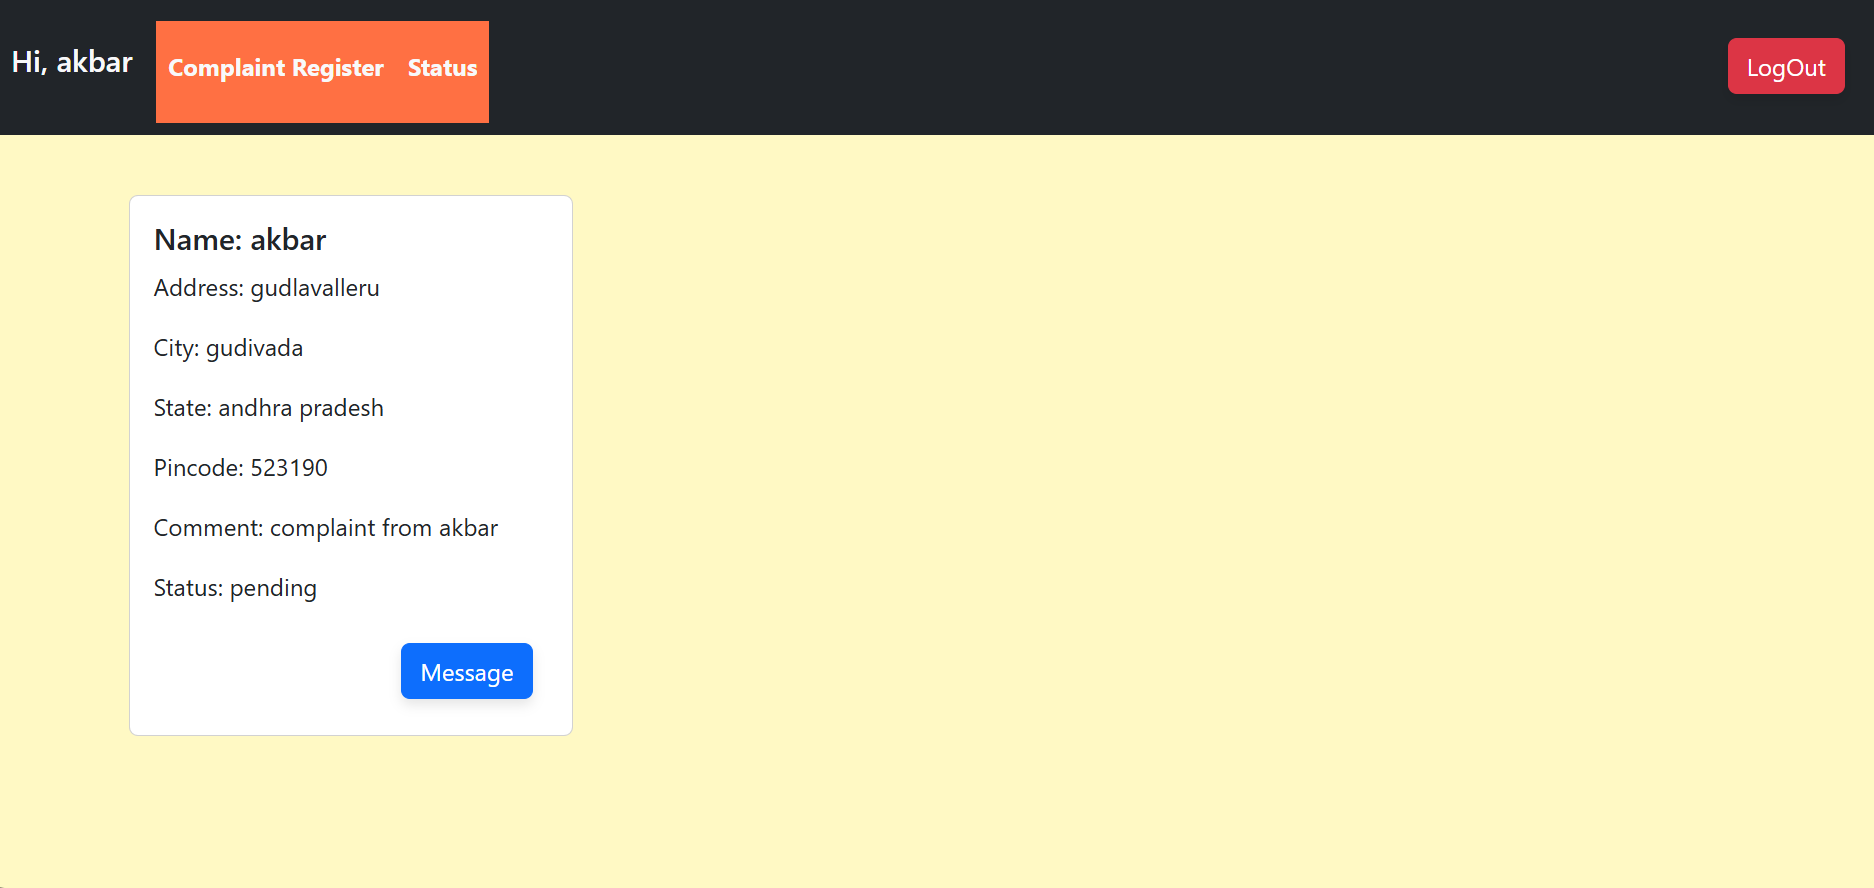 Hi, akbar
Complaint Register
Status
LogOut
Name: akbar
Address: gudlavalleru
City: gudivada
State: andhra pradesh
Pincode: 523190
Comment: complaint from akbar
Status: pending
Message